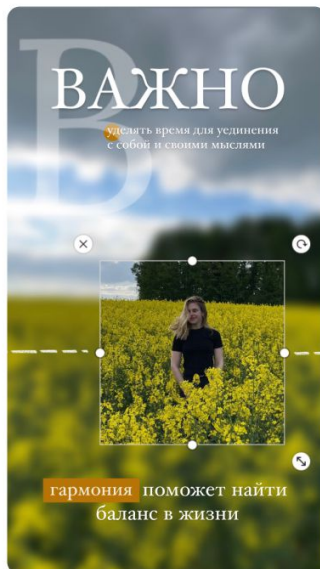 В
ВАЖНО
уделять время для уединения
с собой и своими мыслями
гармония поможет найти
баланс в жизни